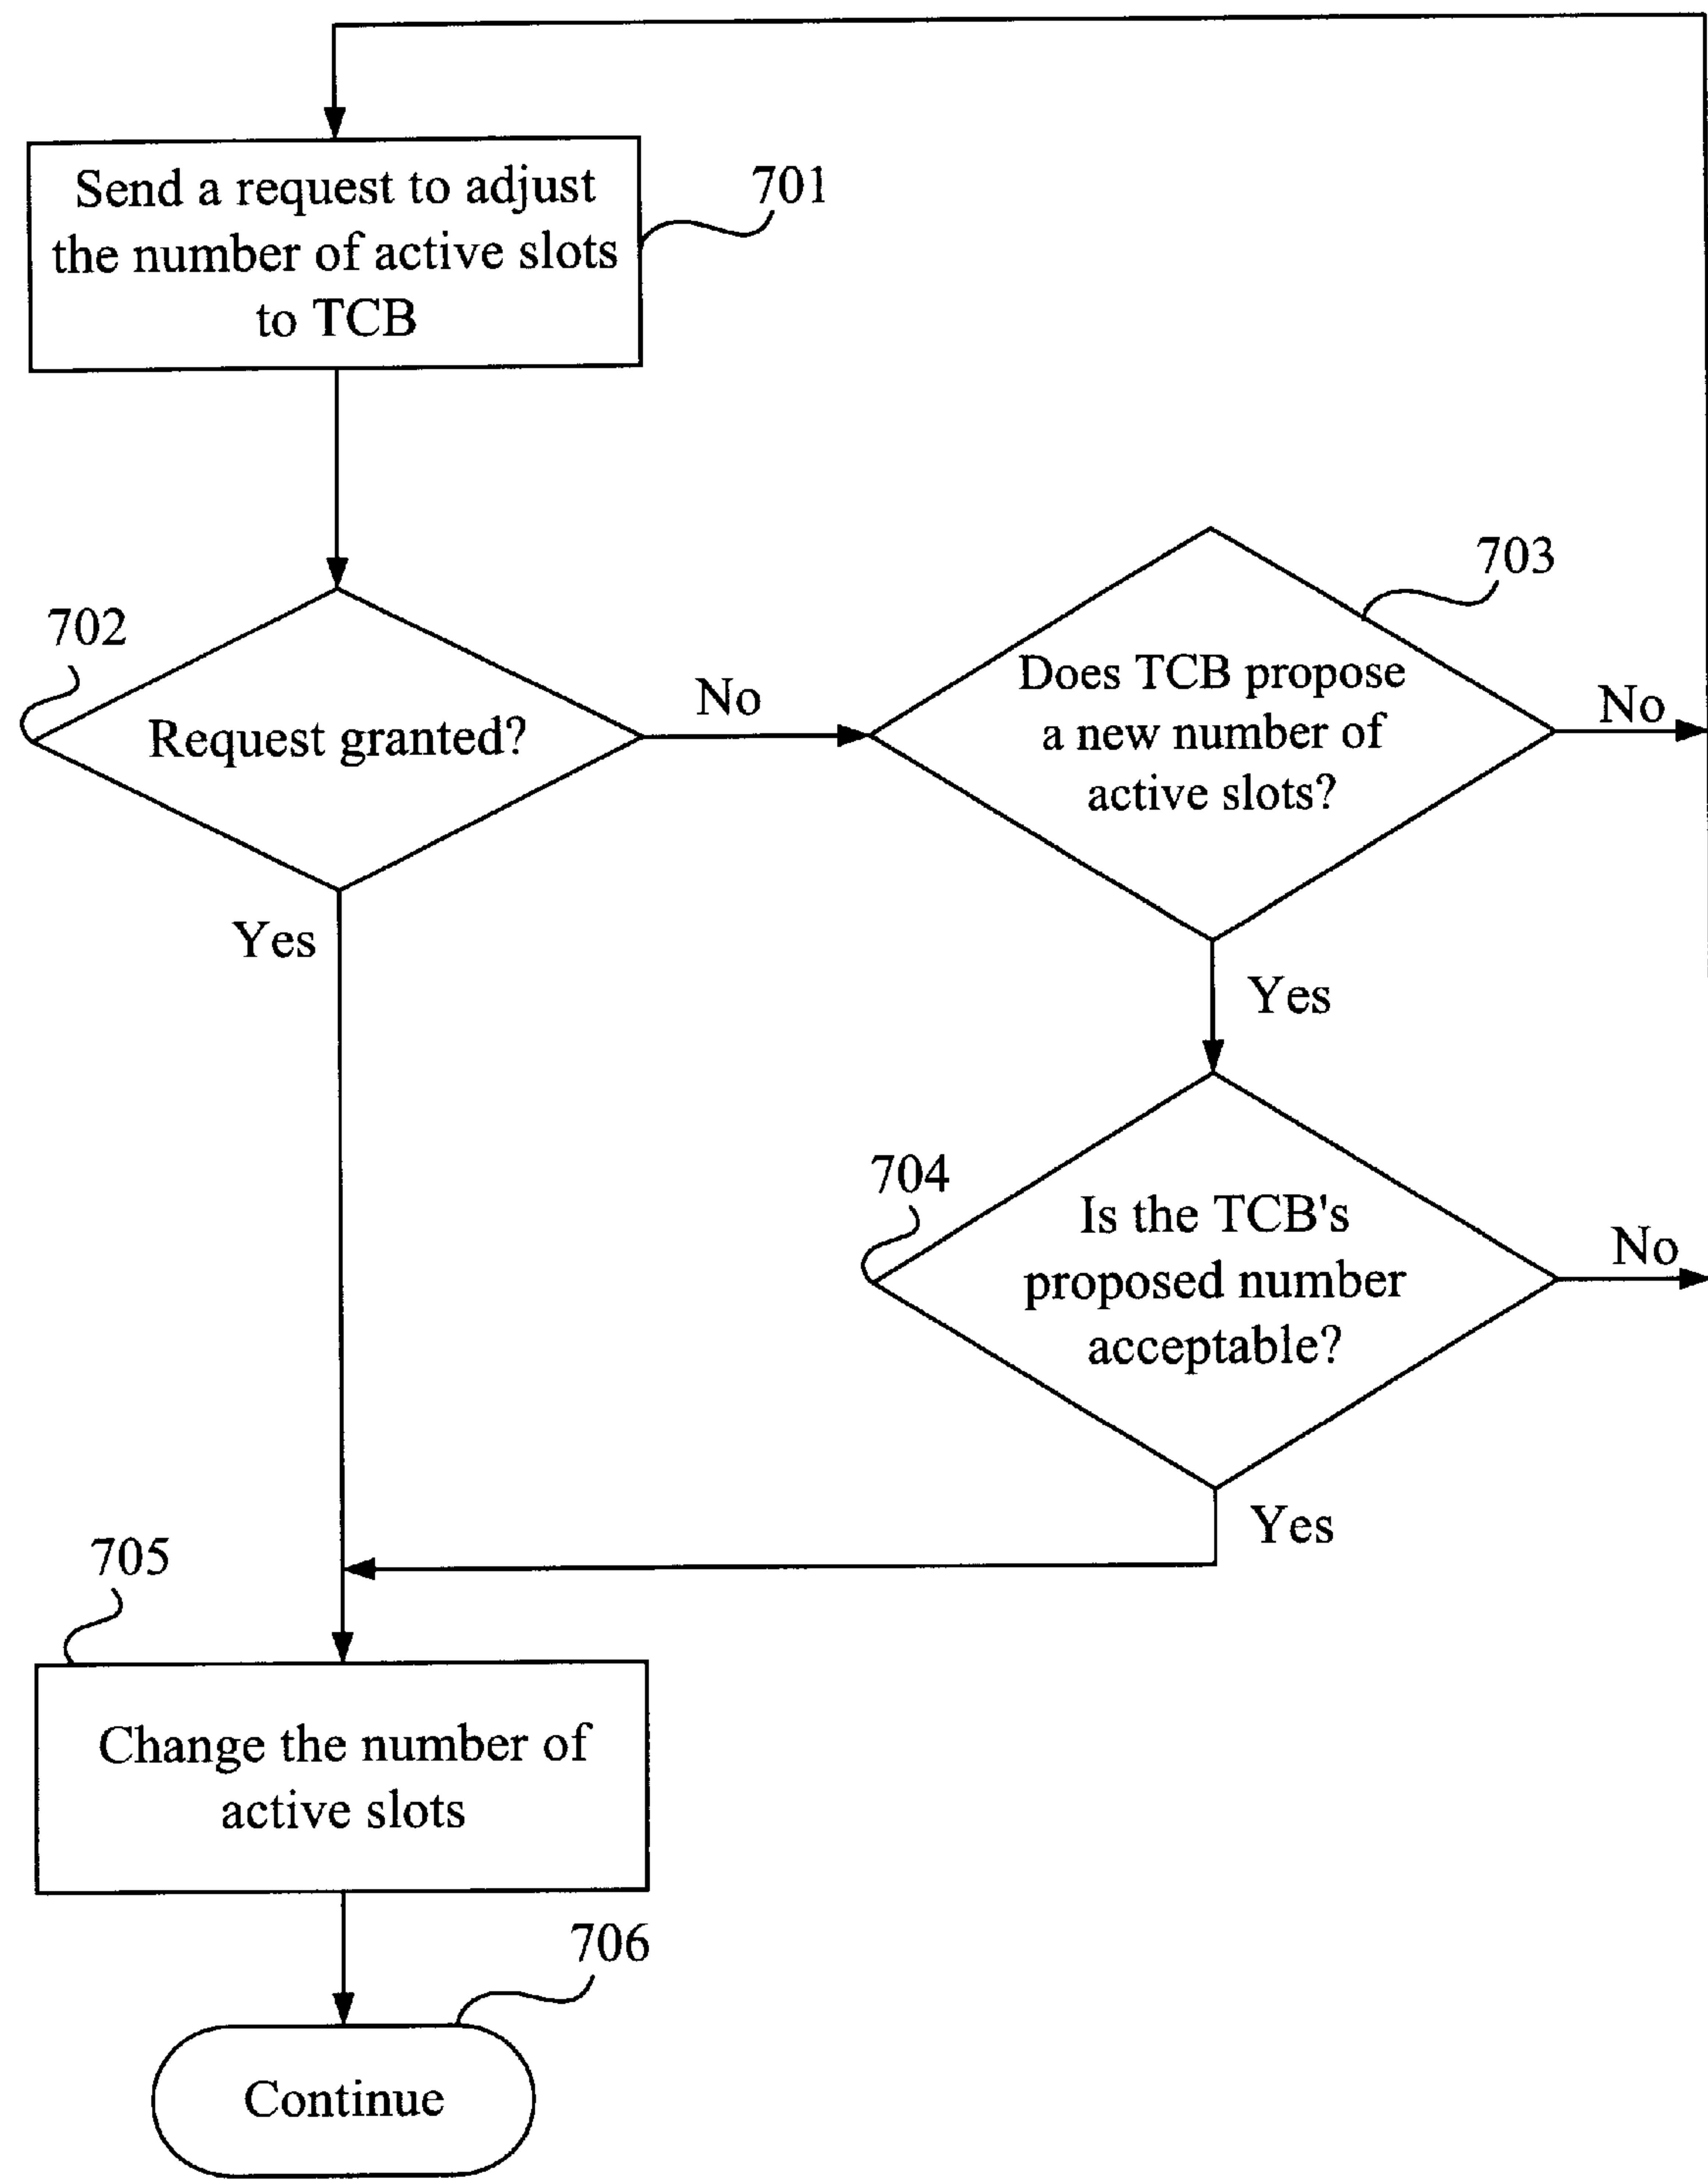 Send a request to adjust
the number of active slots
to TCB
701
702
Request granted?
No
Yes
703
Does TCB propose
a new number of
active slots?
No
Yes
704
Is the TCB's
proposed number
acceptable?
No
Yes
705
Change the number of
active slots
706
Continue